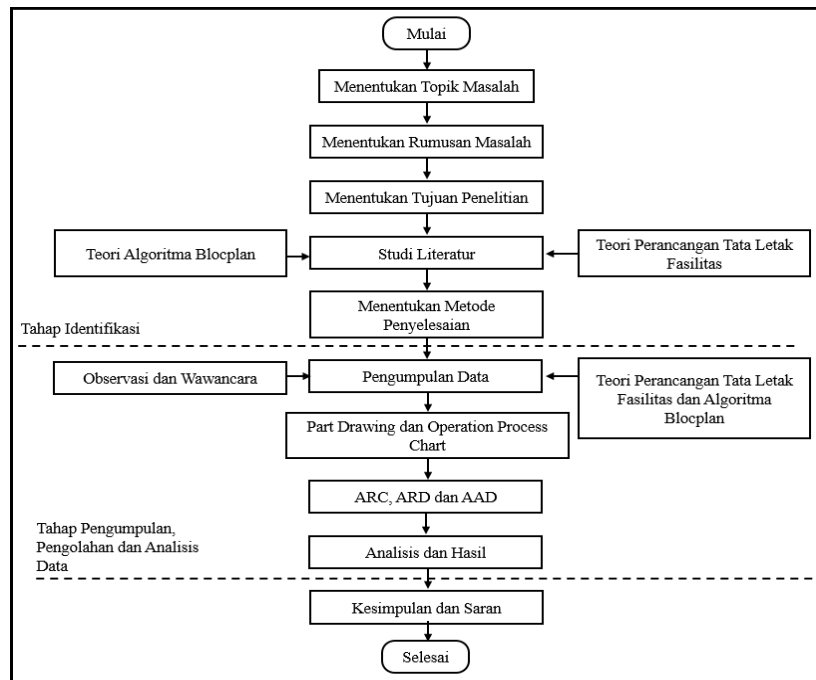 Mulai
Menentukan Topik Masalah
Menentukan Rumusan Masalah
Menentukan Tujuan Penelitian
Teori Algoritma Blocplan
Studi Literatur
Teori Perancangan Tata Letak
Fasilitas
Menentukan Metode
Penyelesaian
Tahap Identifikasi
Observasi dan Wawancara
Pengumpulan Data
Teori Perancangan Tata Letak
Fasilitas dan Algoritma
Blocplan
Part Drawing dan Operation Process
Chart
ARC, ARD dan AAD
Tahap Pengumpulan,
Pengolahan dan Analisis
Data
Analisis dan Hasil
Kesimpulan dan Saran
Selesai